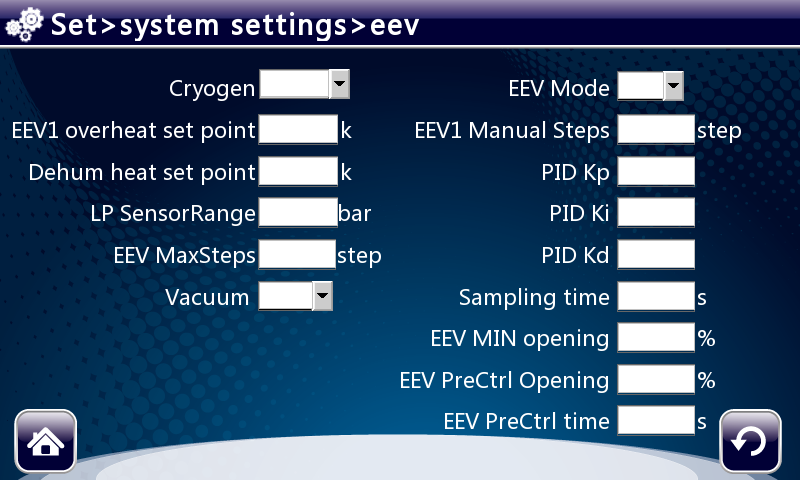 Set>system settings>eev
Cryogen
EEV1 overheat set point k
Dehum heat set point k
LP SensorRange bar
EEV MaxSteps step
Vacuum
EEV Mode
EEV1 Manual Steps step
PID Kp
PID Ki
PID Kd
Sampling time s
EEV MIN opening %
EEV PreCtrl Opening %
EEV PreCtrl time s